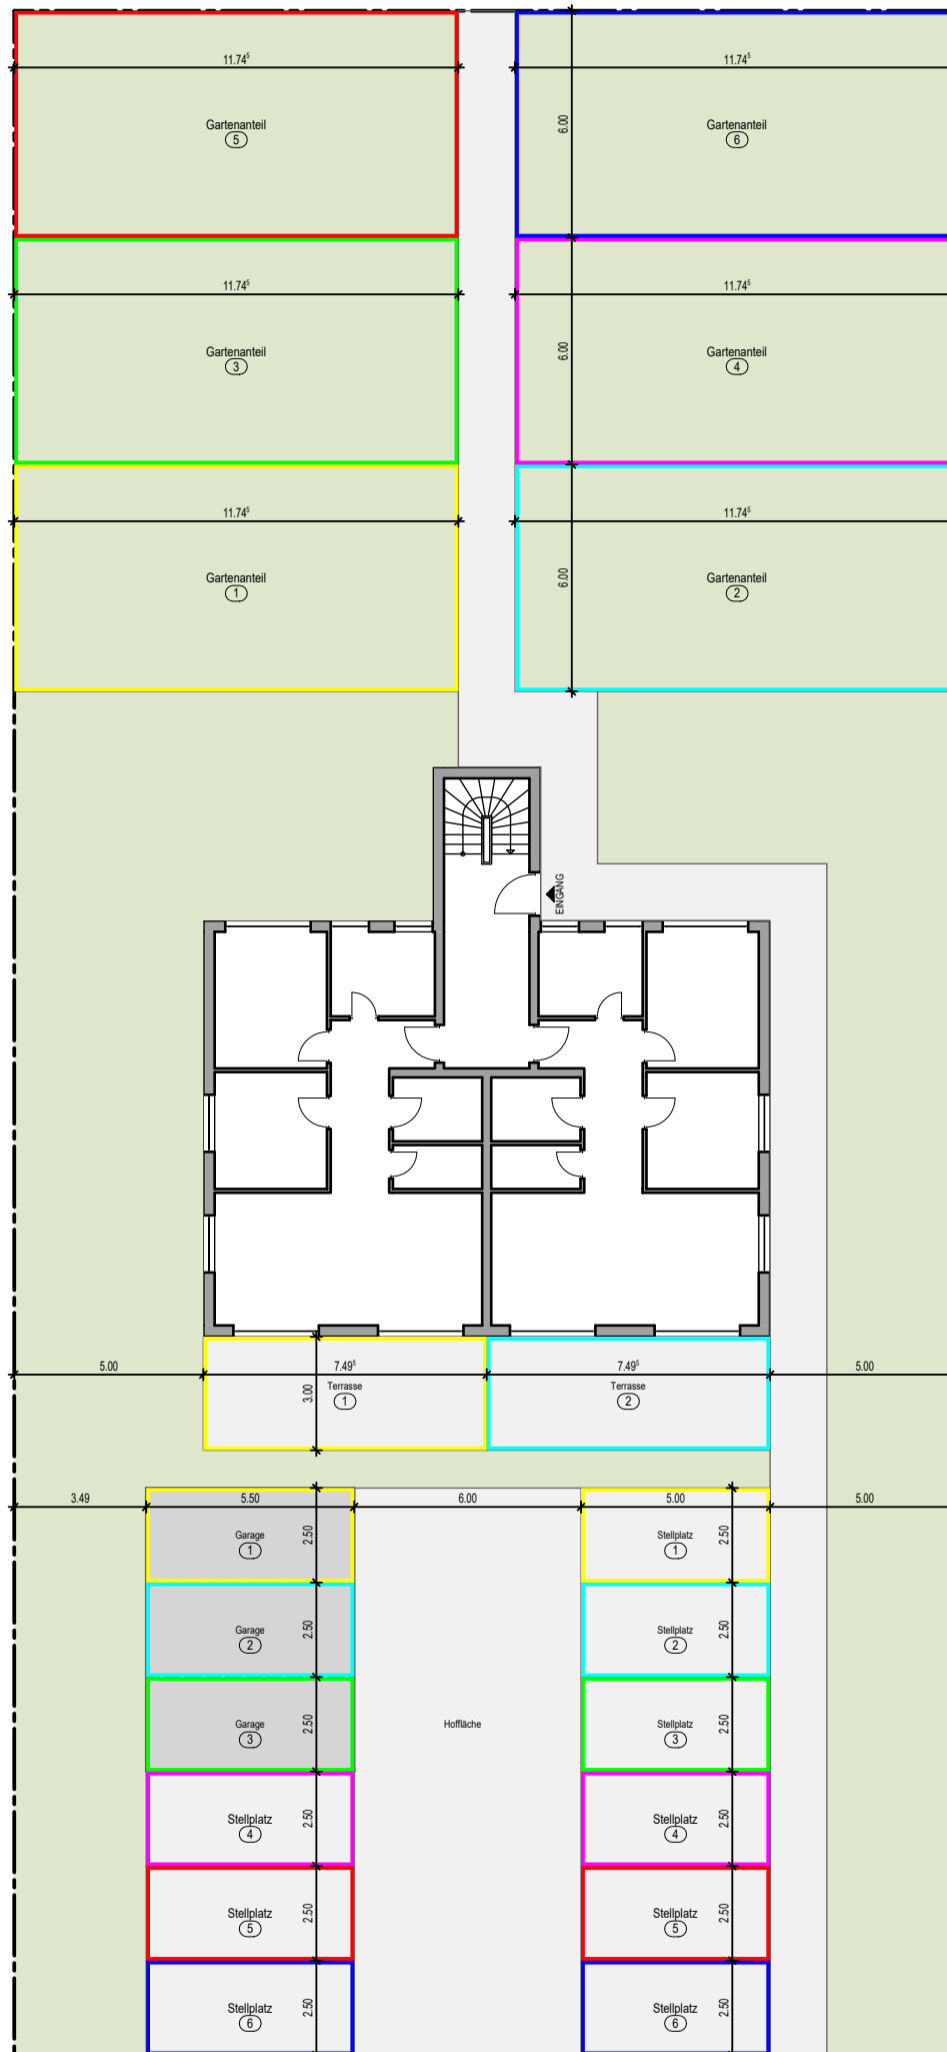 11.74⁵
11.74⁵
Gartenanteil
5
6.00
Gartenanteil
6
11.74⁵
11.74⁵
Gartenanteil
3
6.00
Gartenanteil
4
11.74⁵
11.74⁵
Gartenanteil
1
6.00
Gartenanteil
2
EINGANG
5.00
7.49⁵
7.49⁵
5.00
3.00
Terrasse
1
Terrasse
2
3.49
5.50
6.00
5.00
5.00
Garage
1
2.50
Stellplatz
1
2.50
Garage
2
2.50
Stellplatz
2
2.50
Garage
3
2.50
Hoffläche
Stellplatz
3
2.50
Stellplatz
4
2.50
Stellplatz
4
2.50
Stellplatz
5
2.50
Stellplatz
5
2.50
Stellplatz
6
2.50
Stellplatz
6
2.50